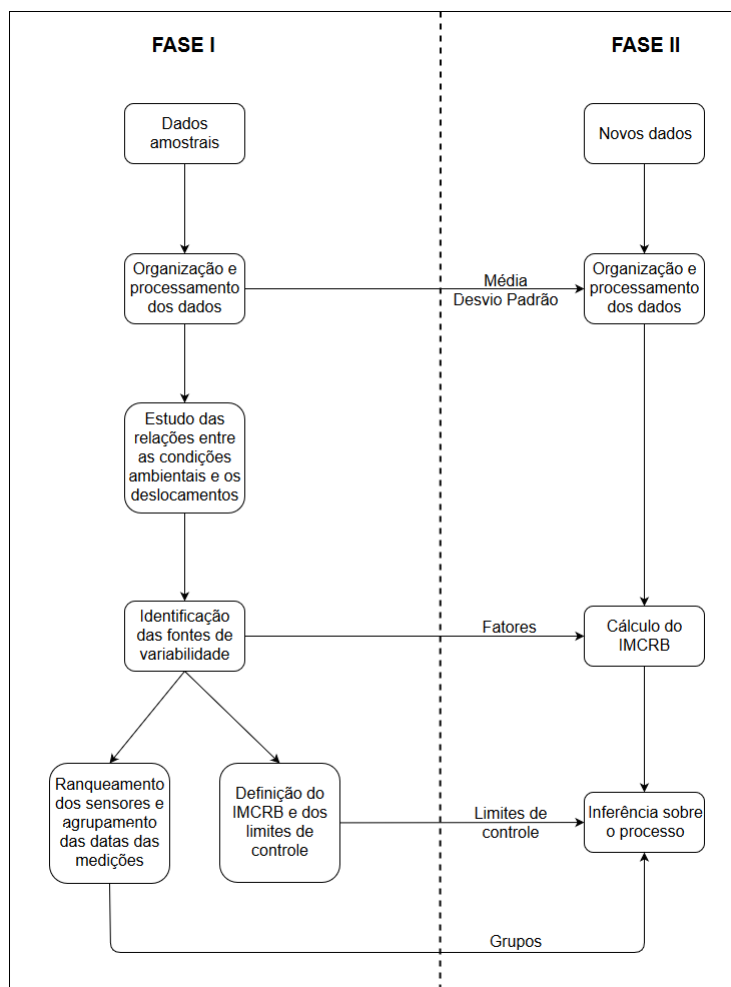 FASE I
FASE II
Dados
amostrais
Novos dados
Organização e
processamento
dos dados
Média
Desvio Padrão
Organização e
processamento
dos dados
Estudo das
relações entre
as condições
ambientais e os
deslocamentos
Identificação
das fontes de
variabilidade
Fatores
Cálculo do
IMCRB
Ranqueamento
dos sensores e
agrupamento
das datas das
medições
Definição do
IMCRB e dos
limites de
controle
Limites de
controle
Inferência sobre
o processo
Grupos